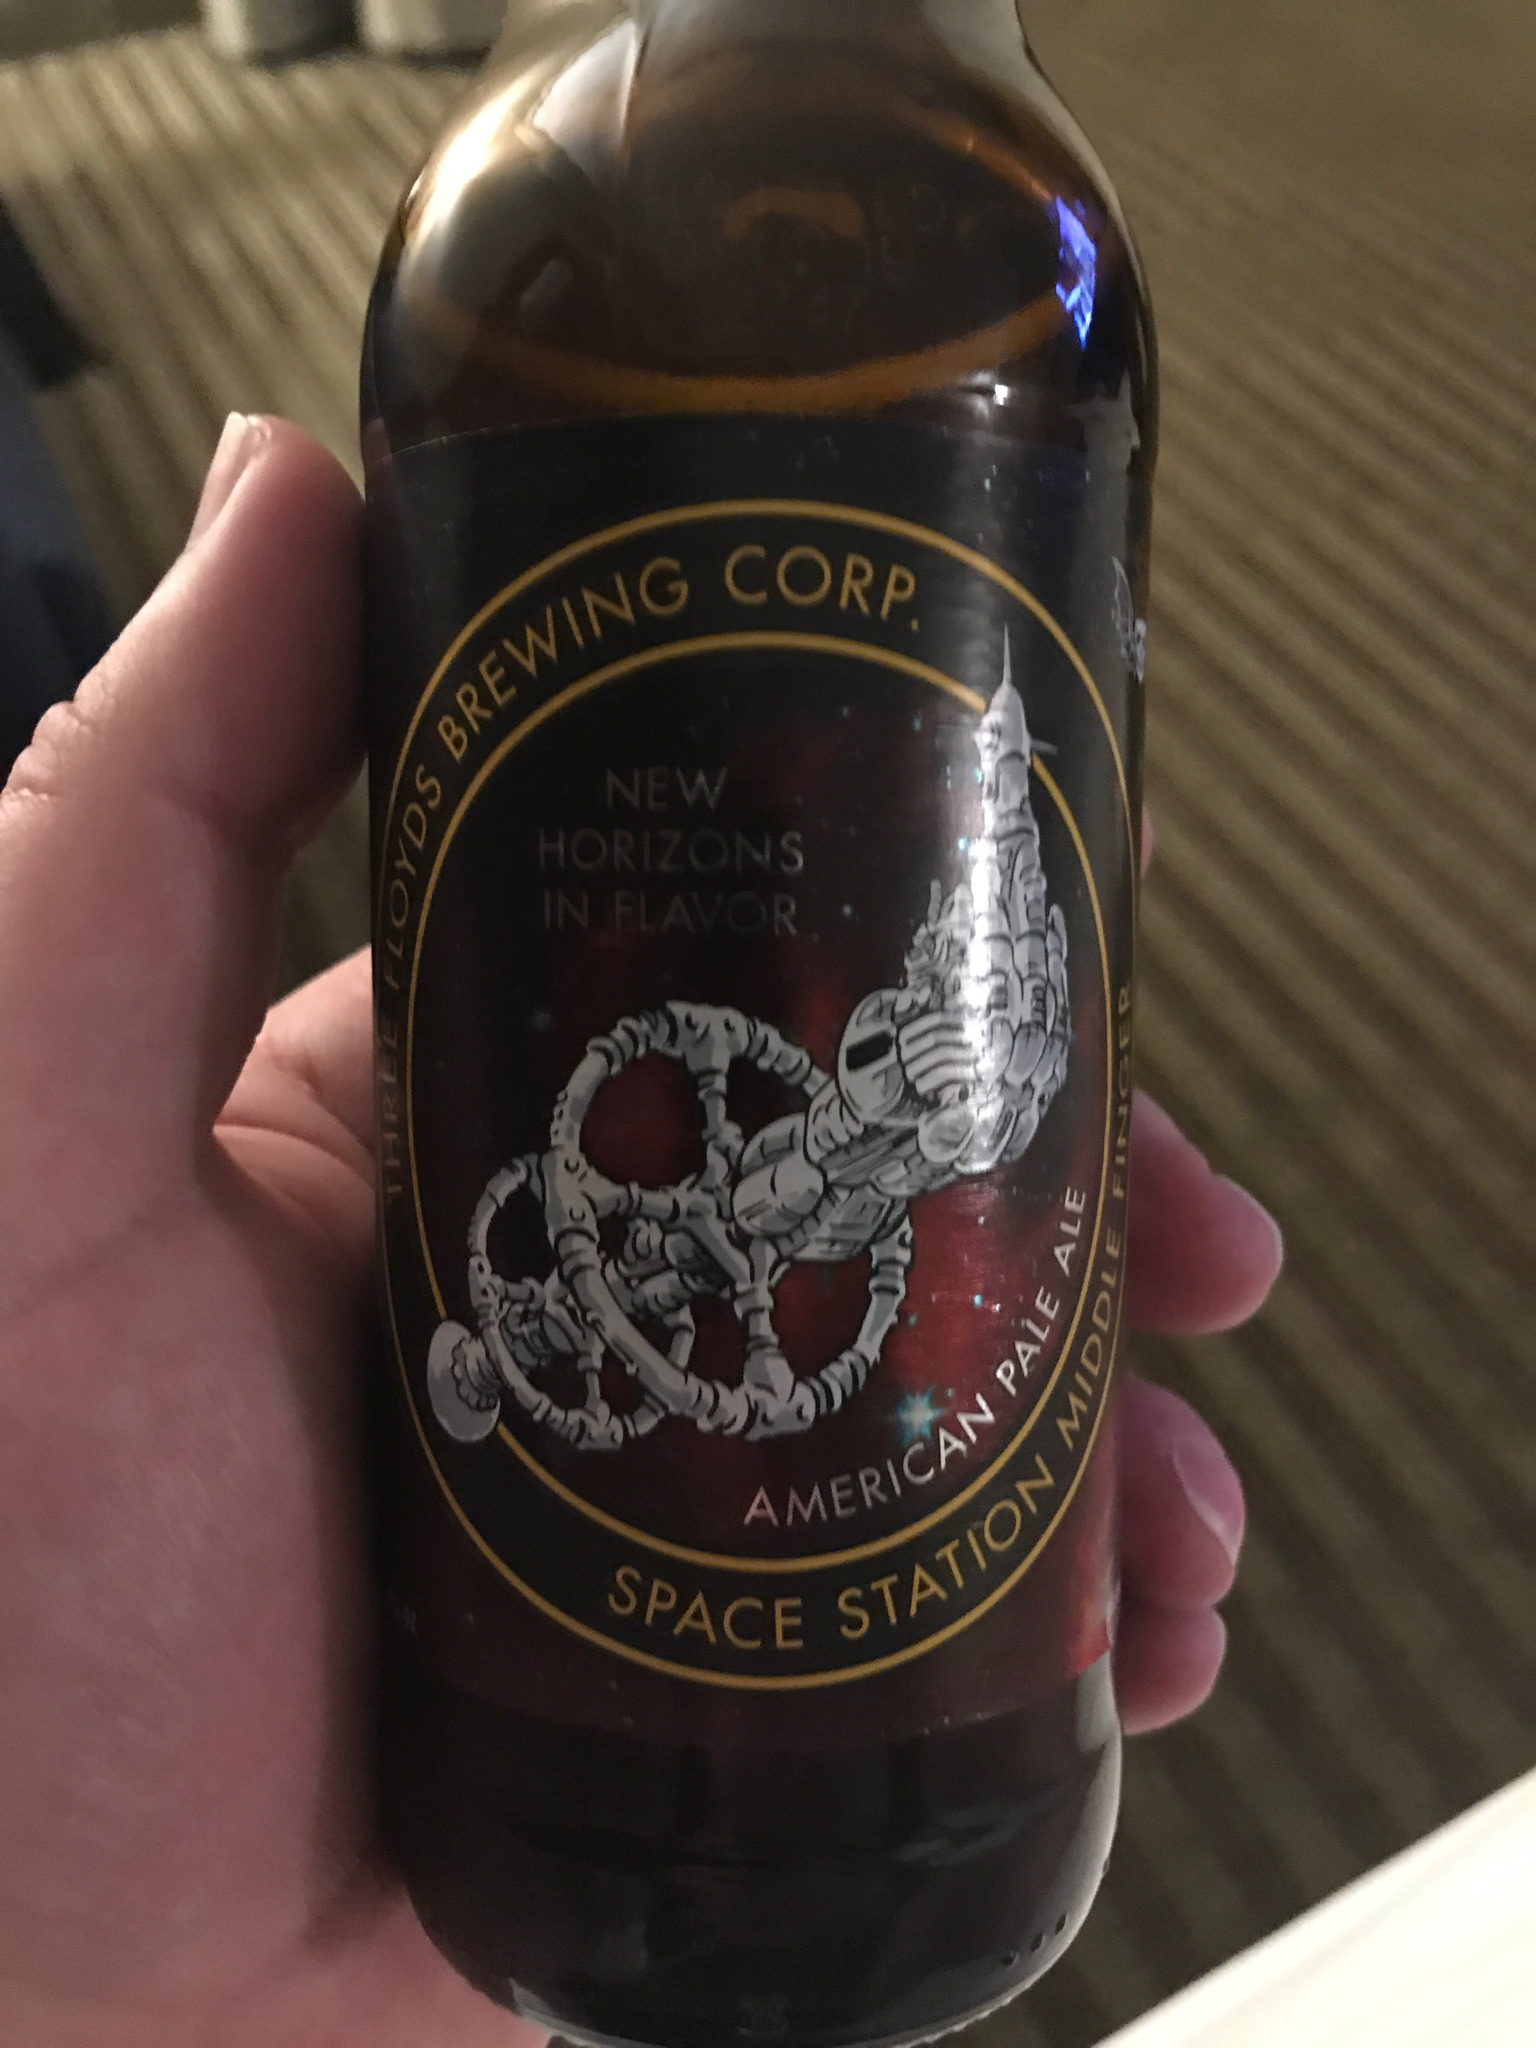 THREE FLOYDS BREWING CORP.
NEW
HORIZONS
IN FLAVOR
AMERICAN PALE ALE
SPACE STATION MIDDLE FINGER